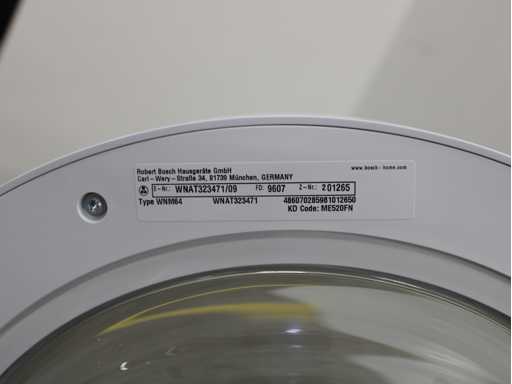 Robert Bosch Hausgeräte GmbH www.bosch-home.com
Carl-Wery-Straße 34, 81739 München, GERMANY
E-Nr.: WNAT323471/09 FD: 9607 Z-Nr.: 201265
Type WNM64 WNAT323471 486070285981012650
KD Code: ME520FN